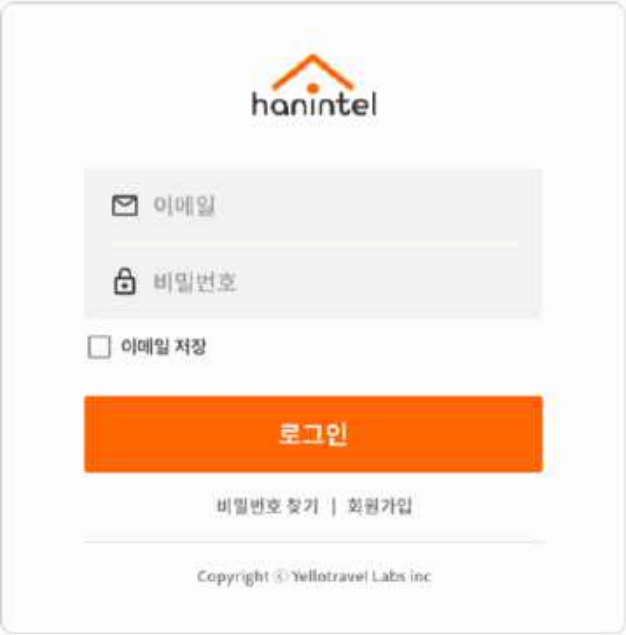 hanintel
이메일
비밀번호
이메일 저장
로그인
비밀번호 찾기 | 회원가입
Copyright ⓒ Yellotravel Labs inc